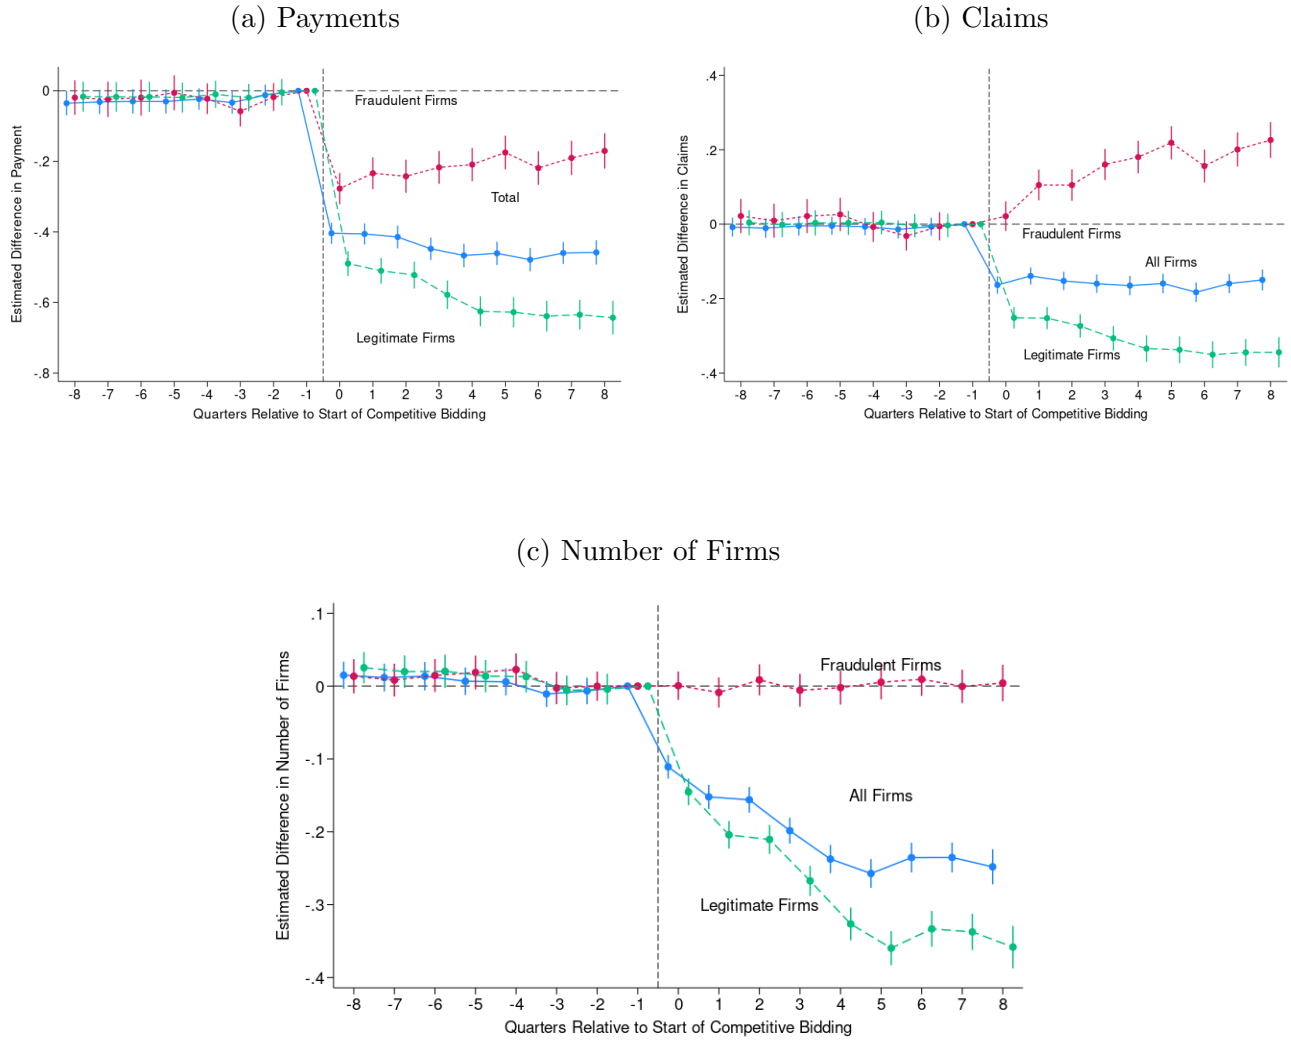 (a) Payments
Estimated Difference in Payment
0
-.2
-.4
-.6
-.8
Fraudulent Firms
Total
Legitimate Firms
-8 -7 -6 -5 -4 -3 -2 -1 0 1 2 3 4 5 6 7 8
Quarters Relative to Start of Competitive Bidding
(b) Claims
Estimated Difference in Claims
.4
.2
0
-.2
-.4
Fraudulent Firms
All Firms
Legitimate Firms
-8 -7 -6 -5 -4 -3 -2 -1 0 1 2 3 4 5 6 7 8
Quarters Relative to Start of Competitive Bidding
(c) Number of Firms
Estimated Difference in Number of Firms
.1
0
-.1
-.2
-.3
-.4
Fraudulent Firms
All Firms
Legitimate Firms
-8 -7 -6 -5 -4 -3 -2 -1 0 1 2 3 4 5 6 7 8
Quarters Relative to Start of Competitive Bidding